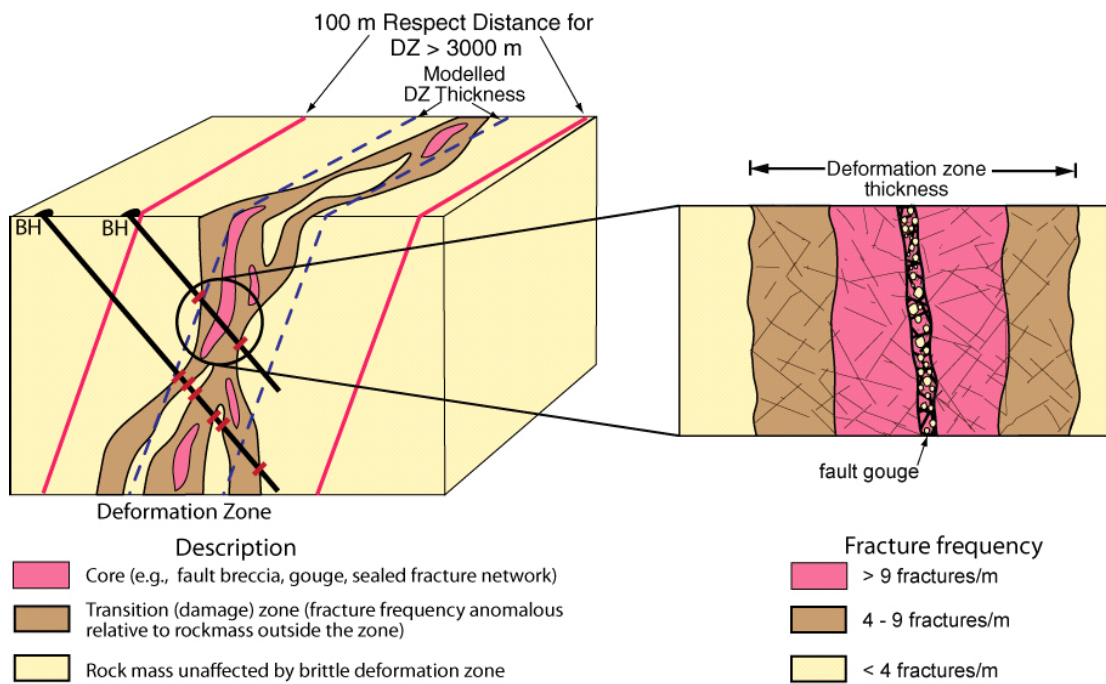 100 m Respect Distance for
DZ > 3000 m
Modelled
DZ Thickness
BH
BH
Deformation zone
thickness
fault gouge
Deformation Zone
Description
Core (e.g., fault breccia, gouge, sealed fracture network)
Transition (damage) zone (fracture frequency anomalous
relative to rockmass outside the zone)
Rock mass unaffected by brittle deformation zone
Fracture frequency
> 9 fractures/m
4 - 9 fractures/m
< 4 fractures/m